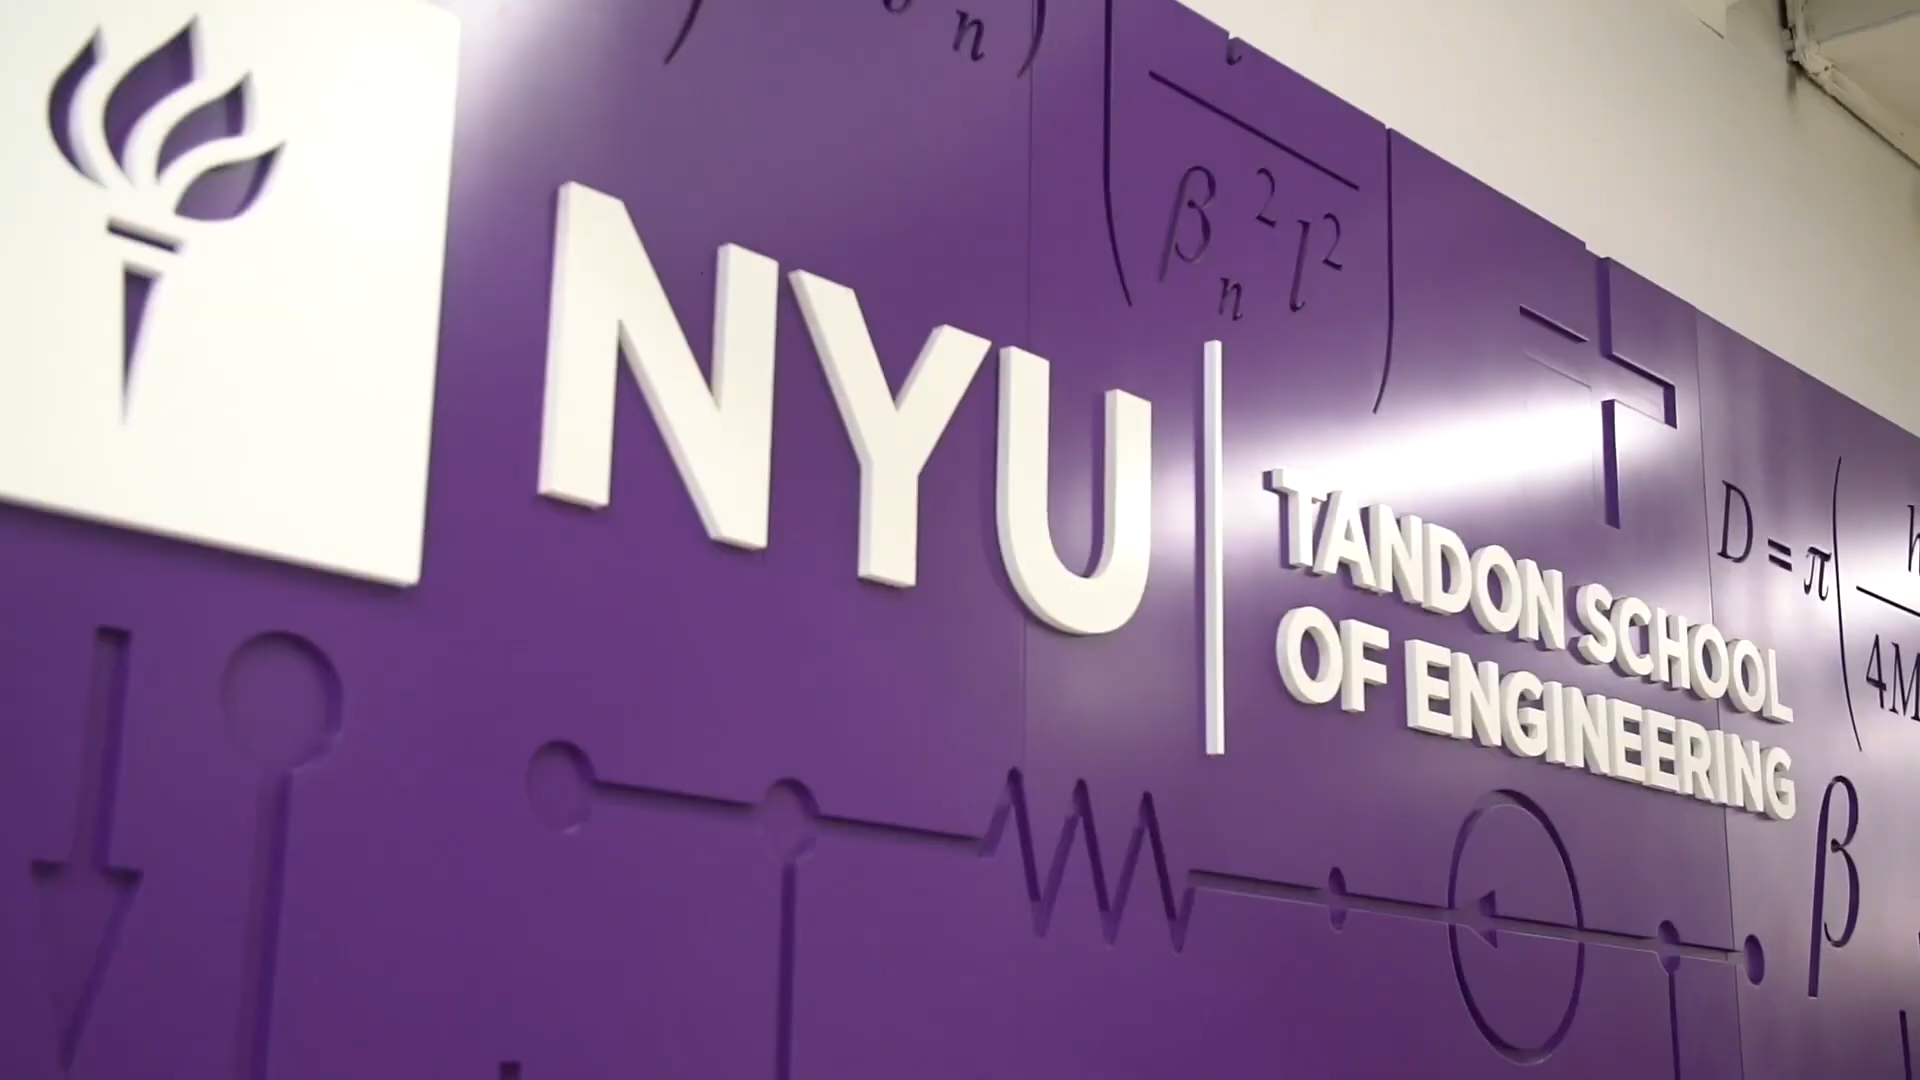 n
β n 2 l 2
NYU
TANDON SCHOOL
OF ENGINEERING
D = π
4M
β